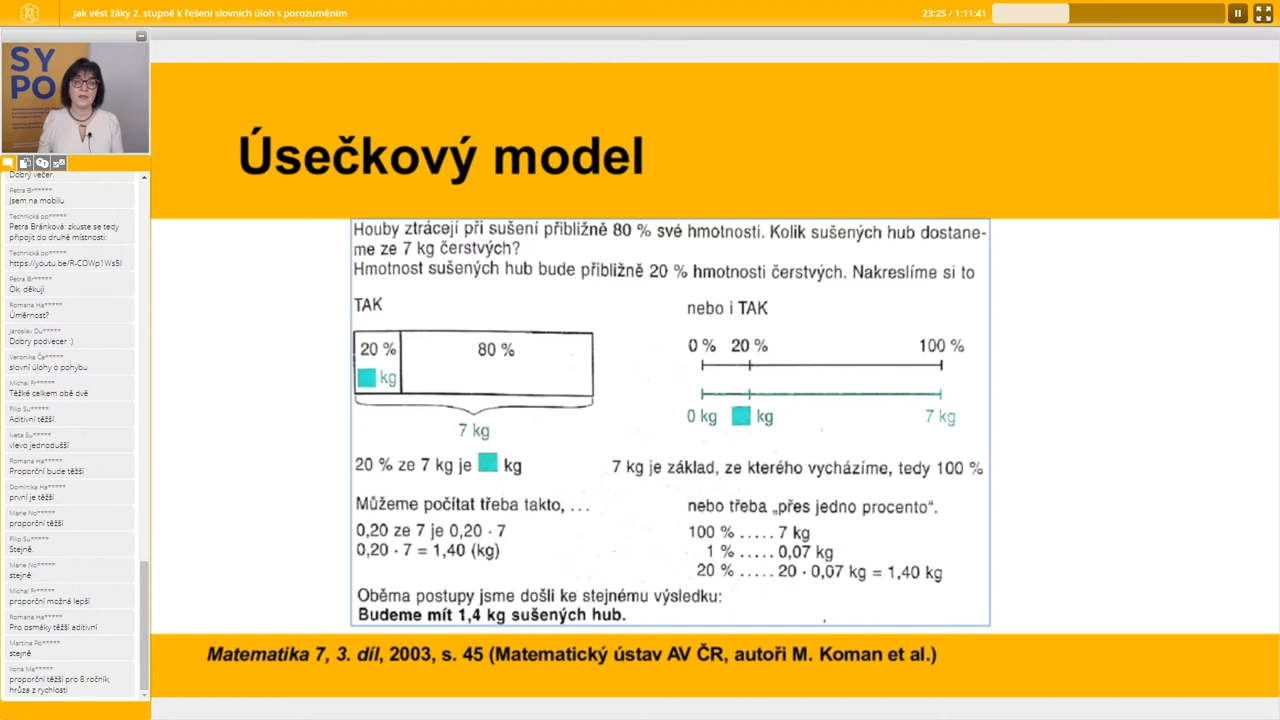 Jak vést žáky 2. stupně k řešení slovních úloh s porozuměním
23:25 / 1:11:41
SY
PO
Dobrý večer.
Petra Br*****
Jsem na mobilu
Technická po*****
Petra Bránková: zkuste se tedy
připojit do druhé místnosti:
Technická po*****
https://youtu.be/R-COWp1Ws5I
Petra Br*****
Ok, děkuji
Romana Ha*****
Úměrnost?
Jaroslav Du*****
Dobry podvecer :)
Veronika Če*****
slovní úlohy o pohybu
Michal Fr*****
Těžké celkem obě dvě
Filip Su*****
Aditivní těžší.
Iveta Su*****
vlevo jednodušší
Romana Ha*****
Proporční bude těžší
Dominika Ha*****
první je těžší
Marie No*****
proporční těžší
Filip Su*****
Stejně.
Marie No*****
stejně
Michal Fr*****
proporční možná lepší
Romana Ha*****
Pro osmáky těžší aditivní
Martina Po*****
stejně
Ilona Ma*****
proporční těžší pro 8.ročník,
hrůza z rychlosti
Úsečkový model
Houby ztrácejí při sušení přibližně 80 % své hmotnosti. Kolik sušených hub dostane-
me ze 7 kg čerstvých?
Hmotnost sušených hub bude přibližně 20 % hmotnosti čerstvých. Nakreslíme si to
TAK
nebo i TAK
20 % 80 %
kg
7 kg
0 % 20 % 100 %
0 kg kg 7 kg
20 % ze 7 kg je kg
7 kg je základ, ze kterého vycházíme, tedy 100 %
Můžeme počítat třeba takto, ...
0,20 ze 7 je 0,20 · 7
0,20 · 7 = 1,40 (kg)
nebo třeba „přes jedno procento“.
100 % ..... 7 kg
1 % ..... 0,07 kg
20 % ..... 20 · 0,07 kg = 1,40 kg
Oběma postupy jsme došli ke stejnému výsledku:
Budeme mít 1,4 kg sušených hub.
Matematika 7, 3. díl, 2003, s. 45 (Matematický ústav AV ČR, autoři M. Koman et al.)